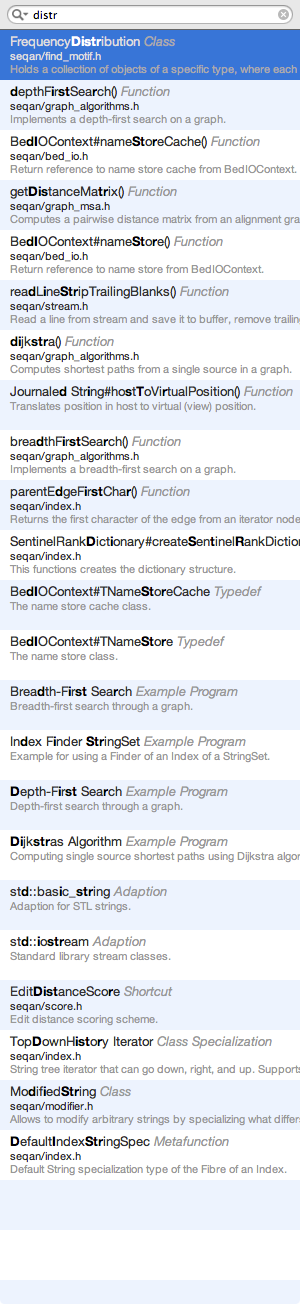 distr
FrequencyDistribution Class
seqan/find_motif.h
Holds a collection of objects of a specific type, where each
depthFirstSearch() Function
seqan/graph_algorithms.h
Implements a depth-first search on a graph.
BedIOContext#nameStoreCache() Function
seqan/bed_io.h
Return reference to name store cache from BedIOContext.
getDistanceMatrix() Function
seqan/graph_msa.h
Computes a pairwise distance matrix from an alignment gra
BedIOContext#nameStore() Function
seqan/bed_io.h
Return reference to name store from BedIOContext.
readLineStripTrailingBlanks() Function
seqan/stream.h
Read a line from stream and save it to buffer, remove trailin
dijkstra() Function
seqan/graph_algorithms.h
Computes shortest paths from a single source in a graph.
Journaled String#hostToVirtualPosition() Function
Translates position in host to virtual (view) position.
breadthFirstSearch() Function
seqan/graph_algorithms.h
Implements a breadth-first search on a graph.
parentEdgeFirstChar() Function
seqan/index.h
Returns the first character of the edge from an iterator node
SentinelRankDictionary#createSentinelRankDiction
seqan/index.h
This functions creates the dictionary structure.
BedIOContext#TNameStoreCache Typedef
The name store cache class.
BedIOContext#TNameStore Typedef
The name store class.
Breadth-First Search Example Program
Breadth-first search through a graph.
Index Finder StringSet Example Program
Example for using a Finder of an Index of a StringSet.
Depth-First Search Example Program
Depth-first search through a graph.
Dijkstras Algorithm Example Program
Computing single source shortest paths using Dijkstra algor
std::basic_string Adaption
Adaption for STL strings.
std::iostream Adaption
Standard library stream classes.
EditDistanceScore Shortcut
seqan/score.h
Edit distance scoring scheme.
TopDownHistory Iterator Class Specialization
seqan/index.h
String tree iterator that can go down, right, and up. Supports
ModifiedString Class
seqan/modifier.h
Allows to modify arbitrary strings by specializing what differ
DefaultIndexStringSpec Metafunction
seqan/index.h
Default String specialization type of the Fibre of an Index.